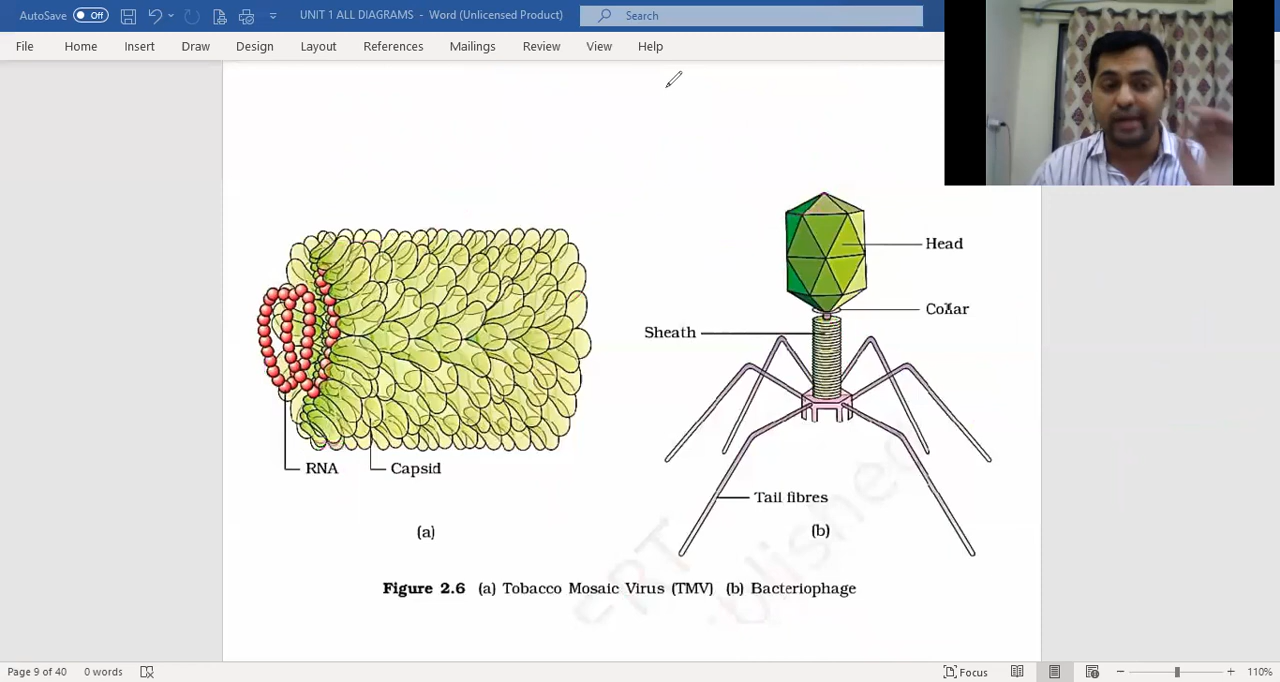 AutoSave Off UNIT 1 ALL DIAGRAMS - Word (Unlicensed Product) Search
File Home Insert Draw Design Layout References Mailings Review View Help
Head
Collar
Sheath
RNA Capsid
Tail fibres
(a) (b)
Figure 2.6 (a) Tobacco Mosaic Virus (TMV) (b) Bacteriophage
Page 9 of 40 0 words Focus 110%